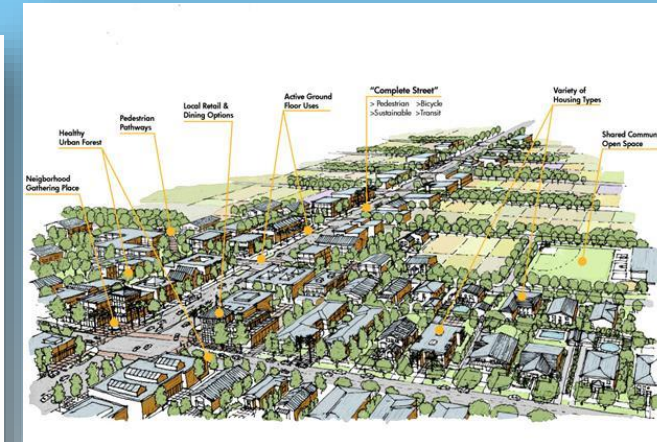 Neigborhood
Gathering Place
Healthy
Urban Forest
Pedestrian
Pathways
Local Retail &
Dining Options
Active Ground
Floor Uses
"Complete Street"
> Pedestrian >Bicycle
>Sustainable >Transit
Variety of
Housing Types
Shared Commun
Open Space